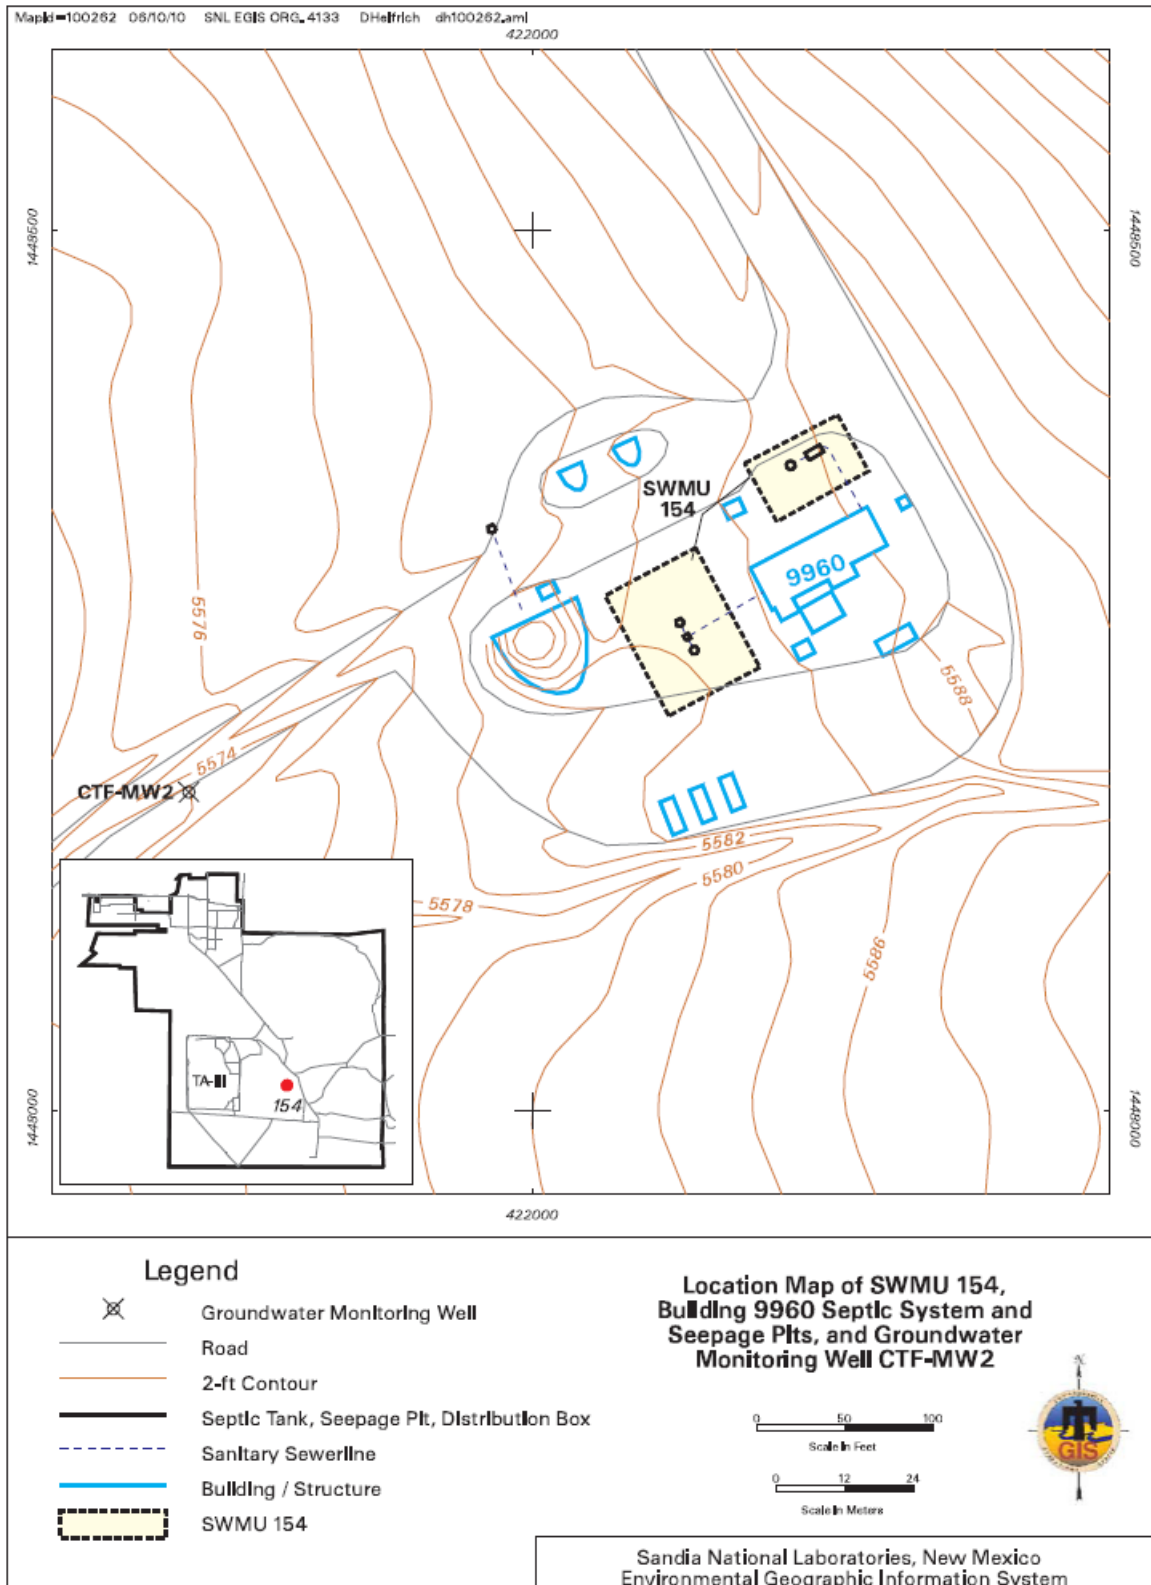 MapId=100262 06/10/10 SNL EGIS ORG. 4133 DHelfrich dh100262.aml
422000
1448500
1448500
SWMU
154
9960
5576
5588
5574
CTF-MW2
5582
5580
5578
5586
TA-III
154
1448000
1448000
422000
Legend
Groundwater Monitoring Well
Road
2-ft Contour
Septic Tank, Seepage Pit, Distribution Box
Sanitary Sewerline
Building / Structure
SWMU 154
Location Map of SWMU 154,
Building 9960 Septic System and
Seepage Pits, and Groundwater
Monitoring Well CTF-MW2
0 50 100
Scale in Feet
0 12 24
Scale in Meters
N
GIS
Sandia National Laboratories, New Mexico
Environmental Geographic Information System